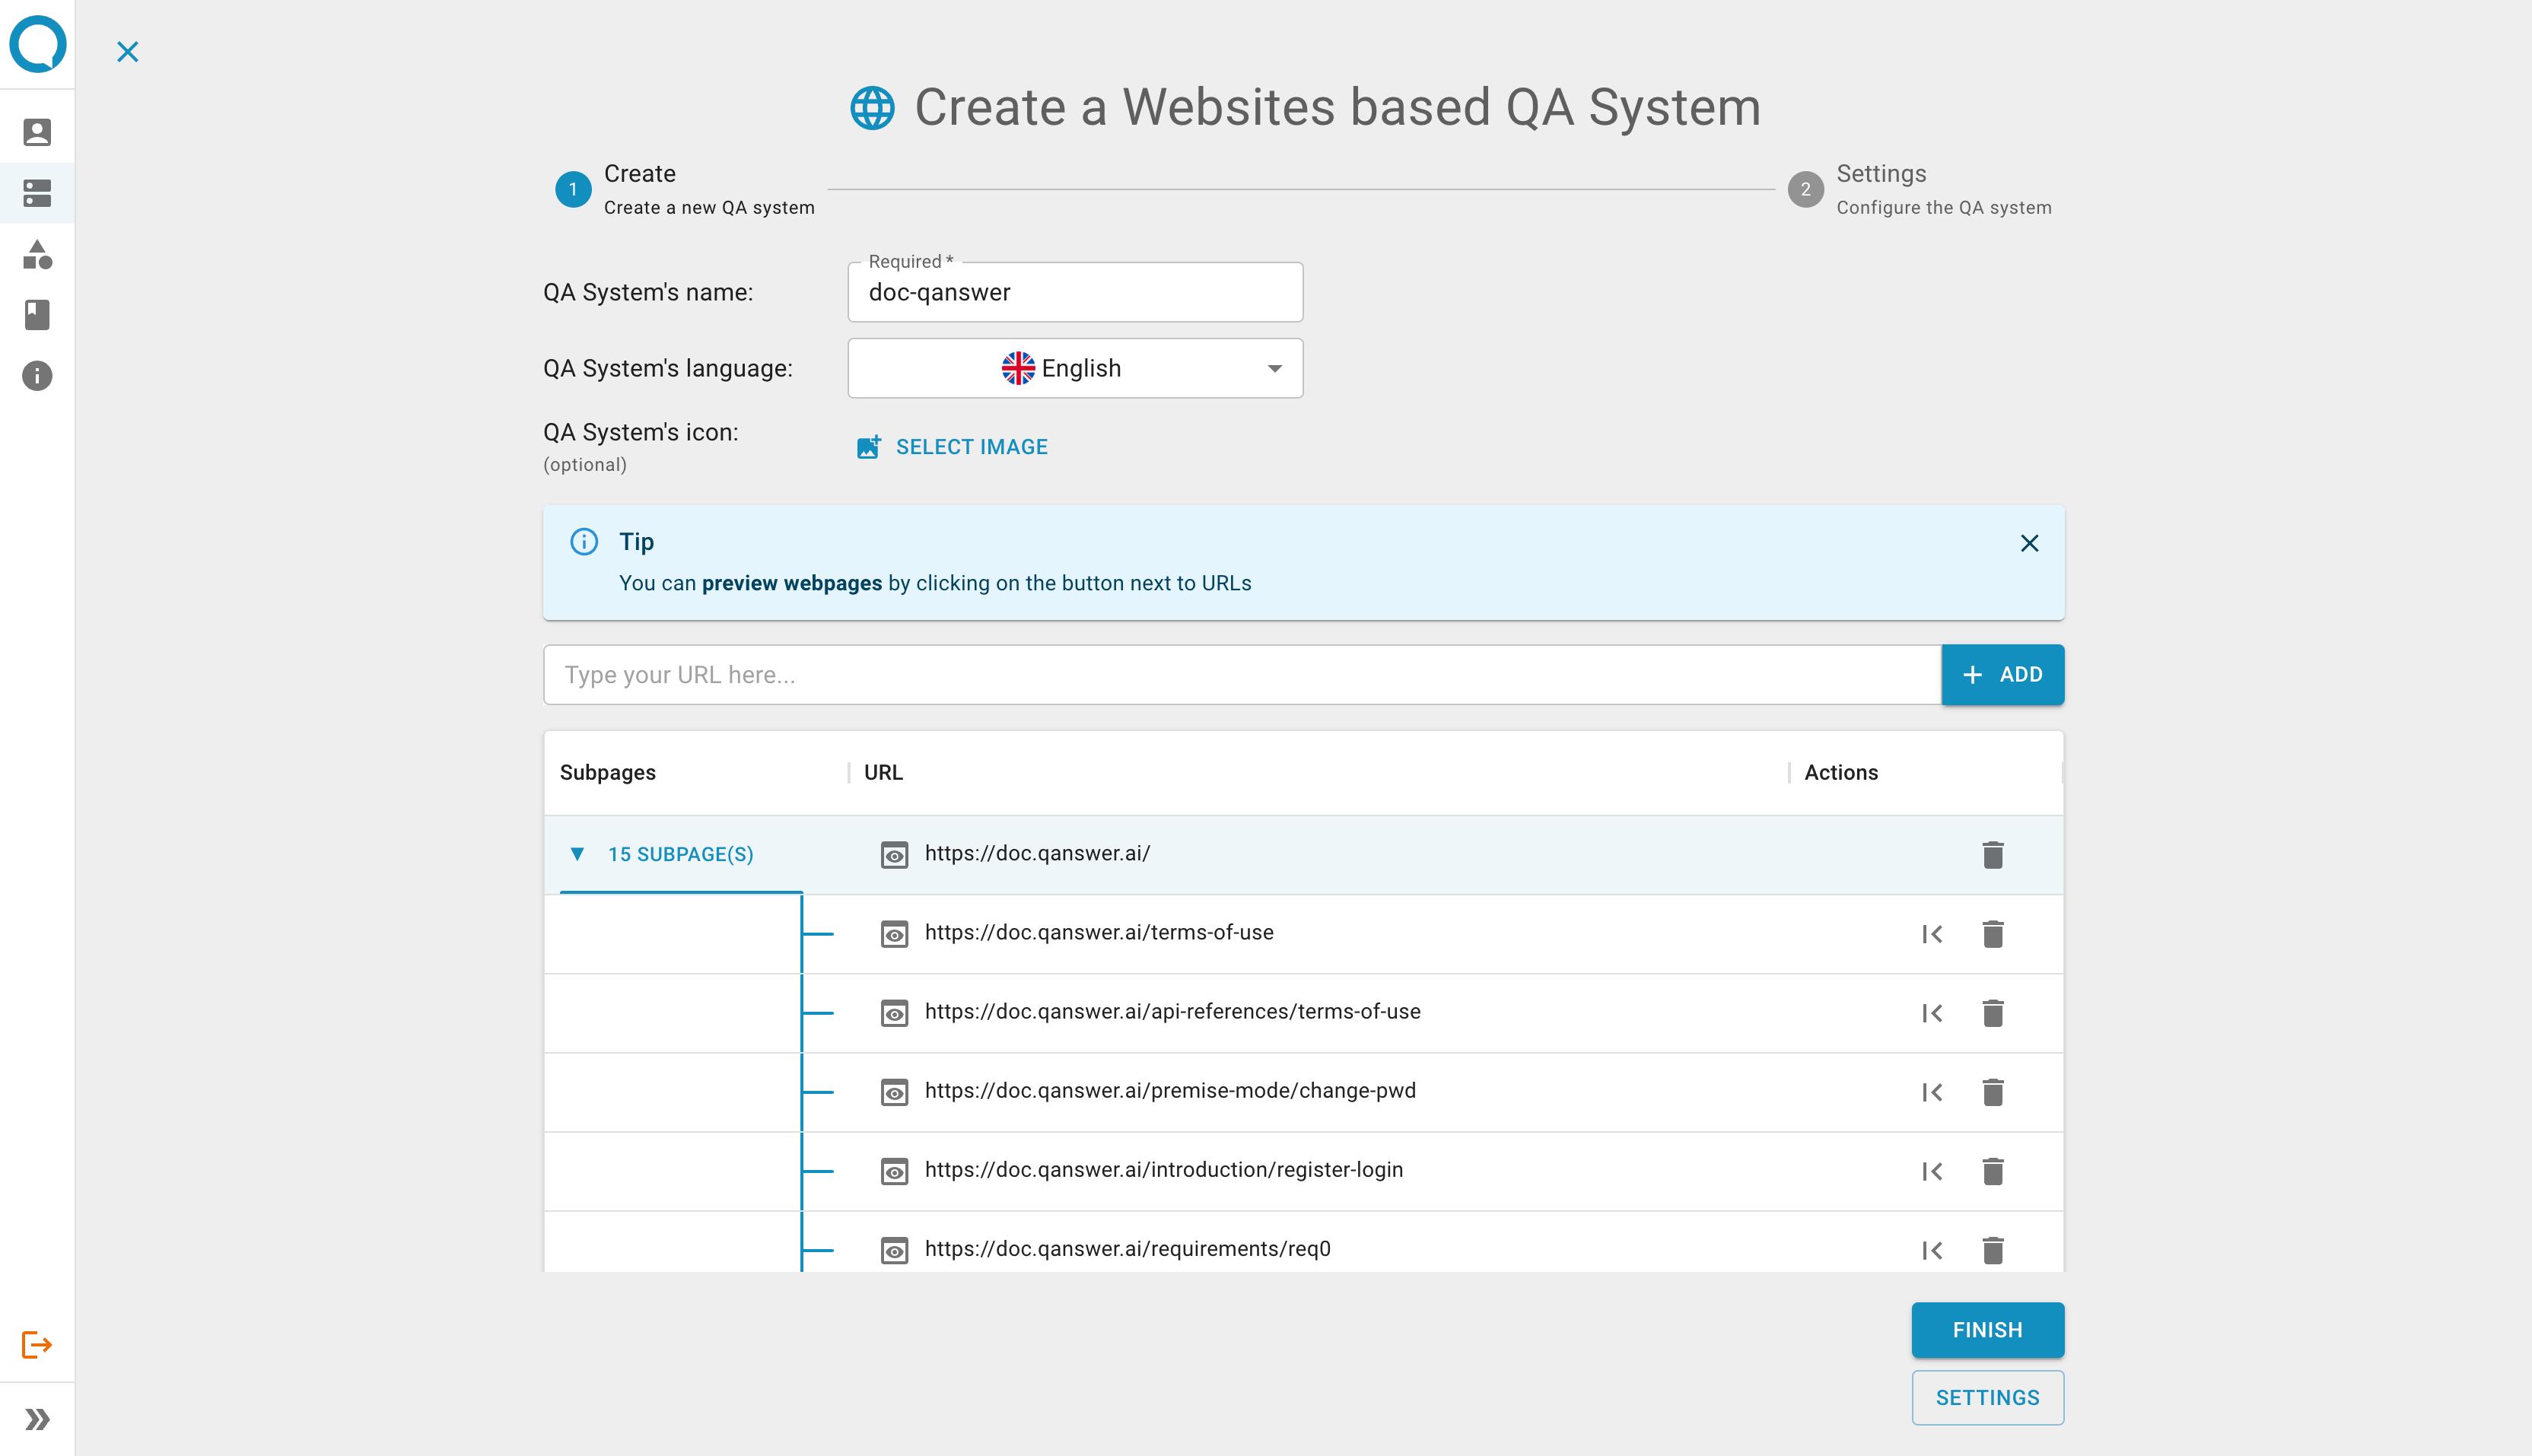 Create a Websites based QA System
1
Create
Create a new QA system
2
Settings
Configure the QA system
Required *
QA System's name:
doc-qanswer
QA System's language:
English
QA System's icon:
(optional)
SELECT IMAGE
Tip
You can preview webpages by clicking on the button next to URLs
Type your URL here...
+ ADD
Subpages
URL
Actions
▼ 15 SUBPAGE(S)
https://doc.qanswer.ai/
https://doc.qanswer.ai/terms-of-use
https://doc.qanswer.ai/api-references/terms-of-use
https://doc.qanswer.ai/premise-mode/change-pwd
https://doc.qanswer.ai/introduction/register-login
https://doc.qanswer.ai/requirements/req0
FINISH
SETTINGS